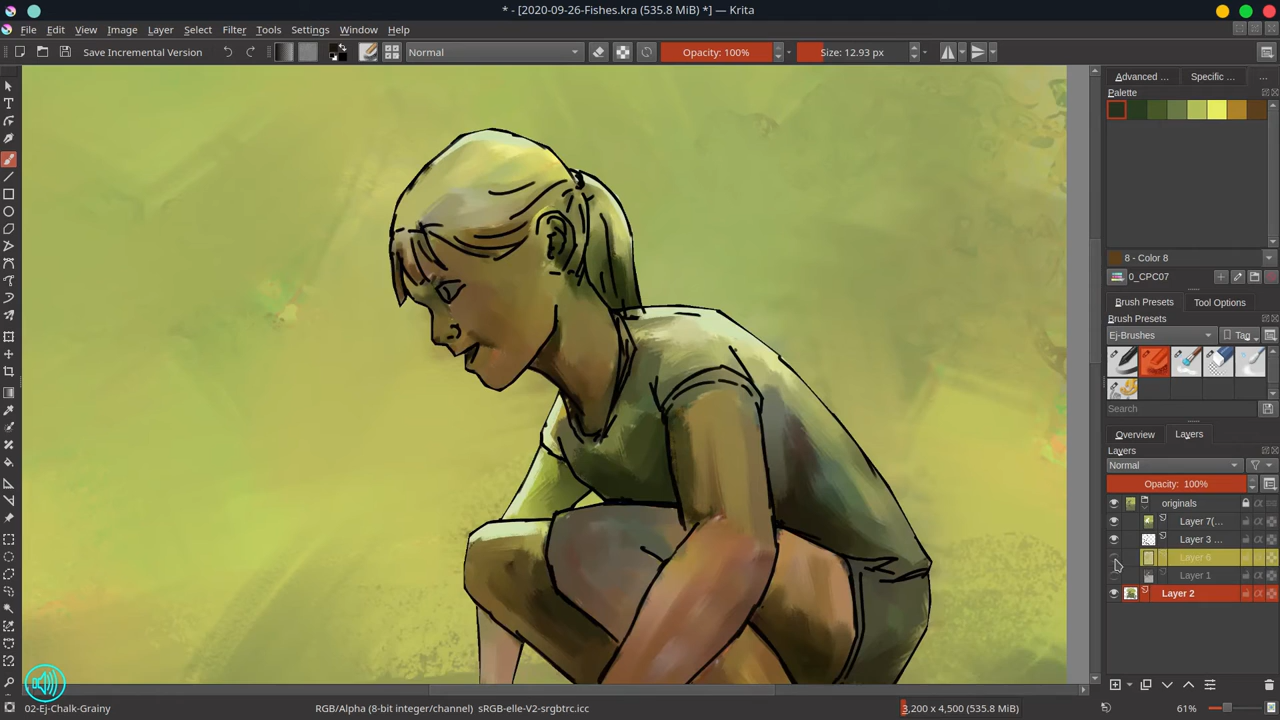 * - [2020-09-26-Fishes.kra (535.8 MiB) *] — Krita
File Edit View Image Layer Select Filter Tools Settings Window Help
Save Incremental Version Normal Opacity: 100% Size: 12.93 px
Advanced ... Specific ... ...
Palette
8 - Color 8
0_CPC07
Brush Presets Tool Options
Brush Presets
Ej-Brushes Tag
Search
Overview Layers
Layers
Normal
Opacity: 100%
originals
Layer 7(...
Layer 3 ...
Layer 6
Layer 1
Layer 2
02-Ej-Chalk-Grainy RGB/Alpha (8-bit integer/channel) sRGB-elle-V2-srgbtrc.icc 3,200 x 4,500 (535.8 MiB) 61%